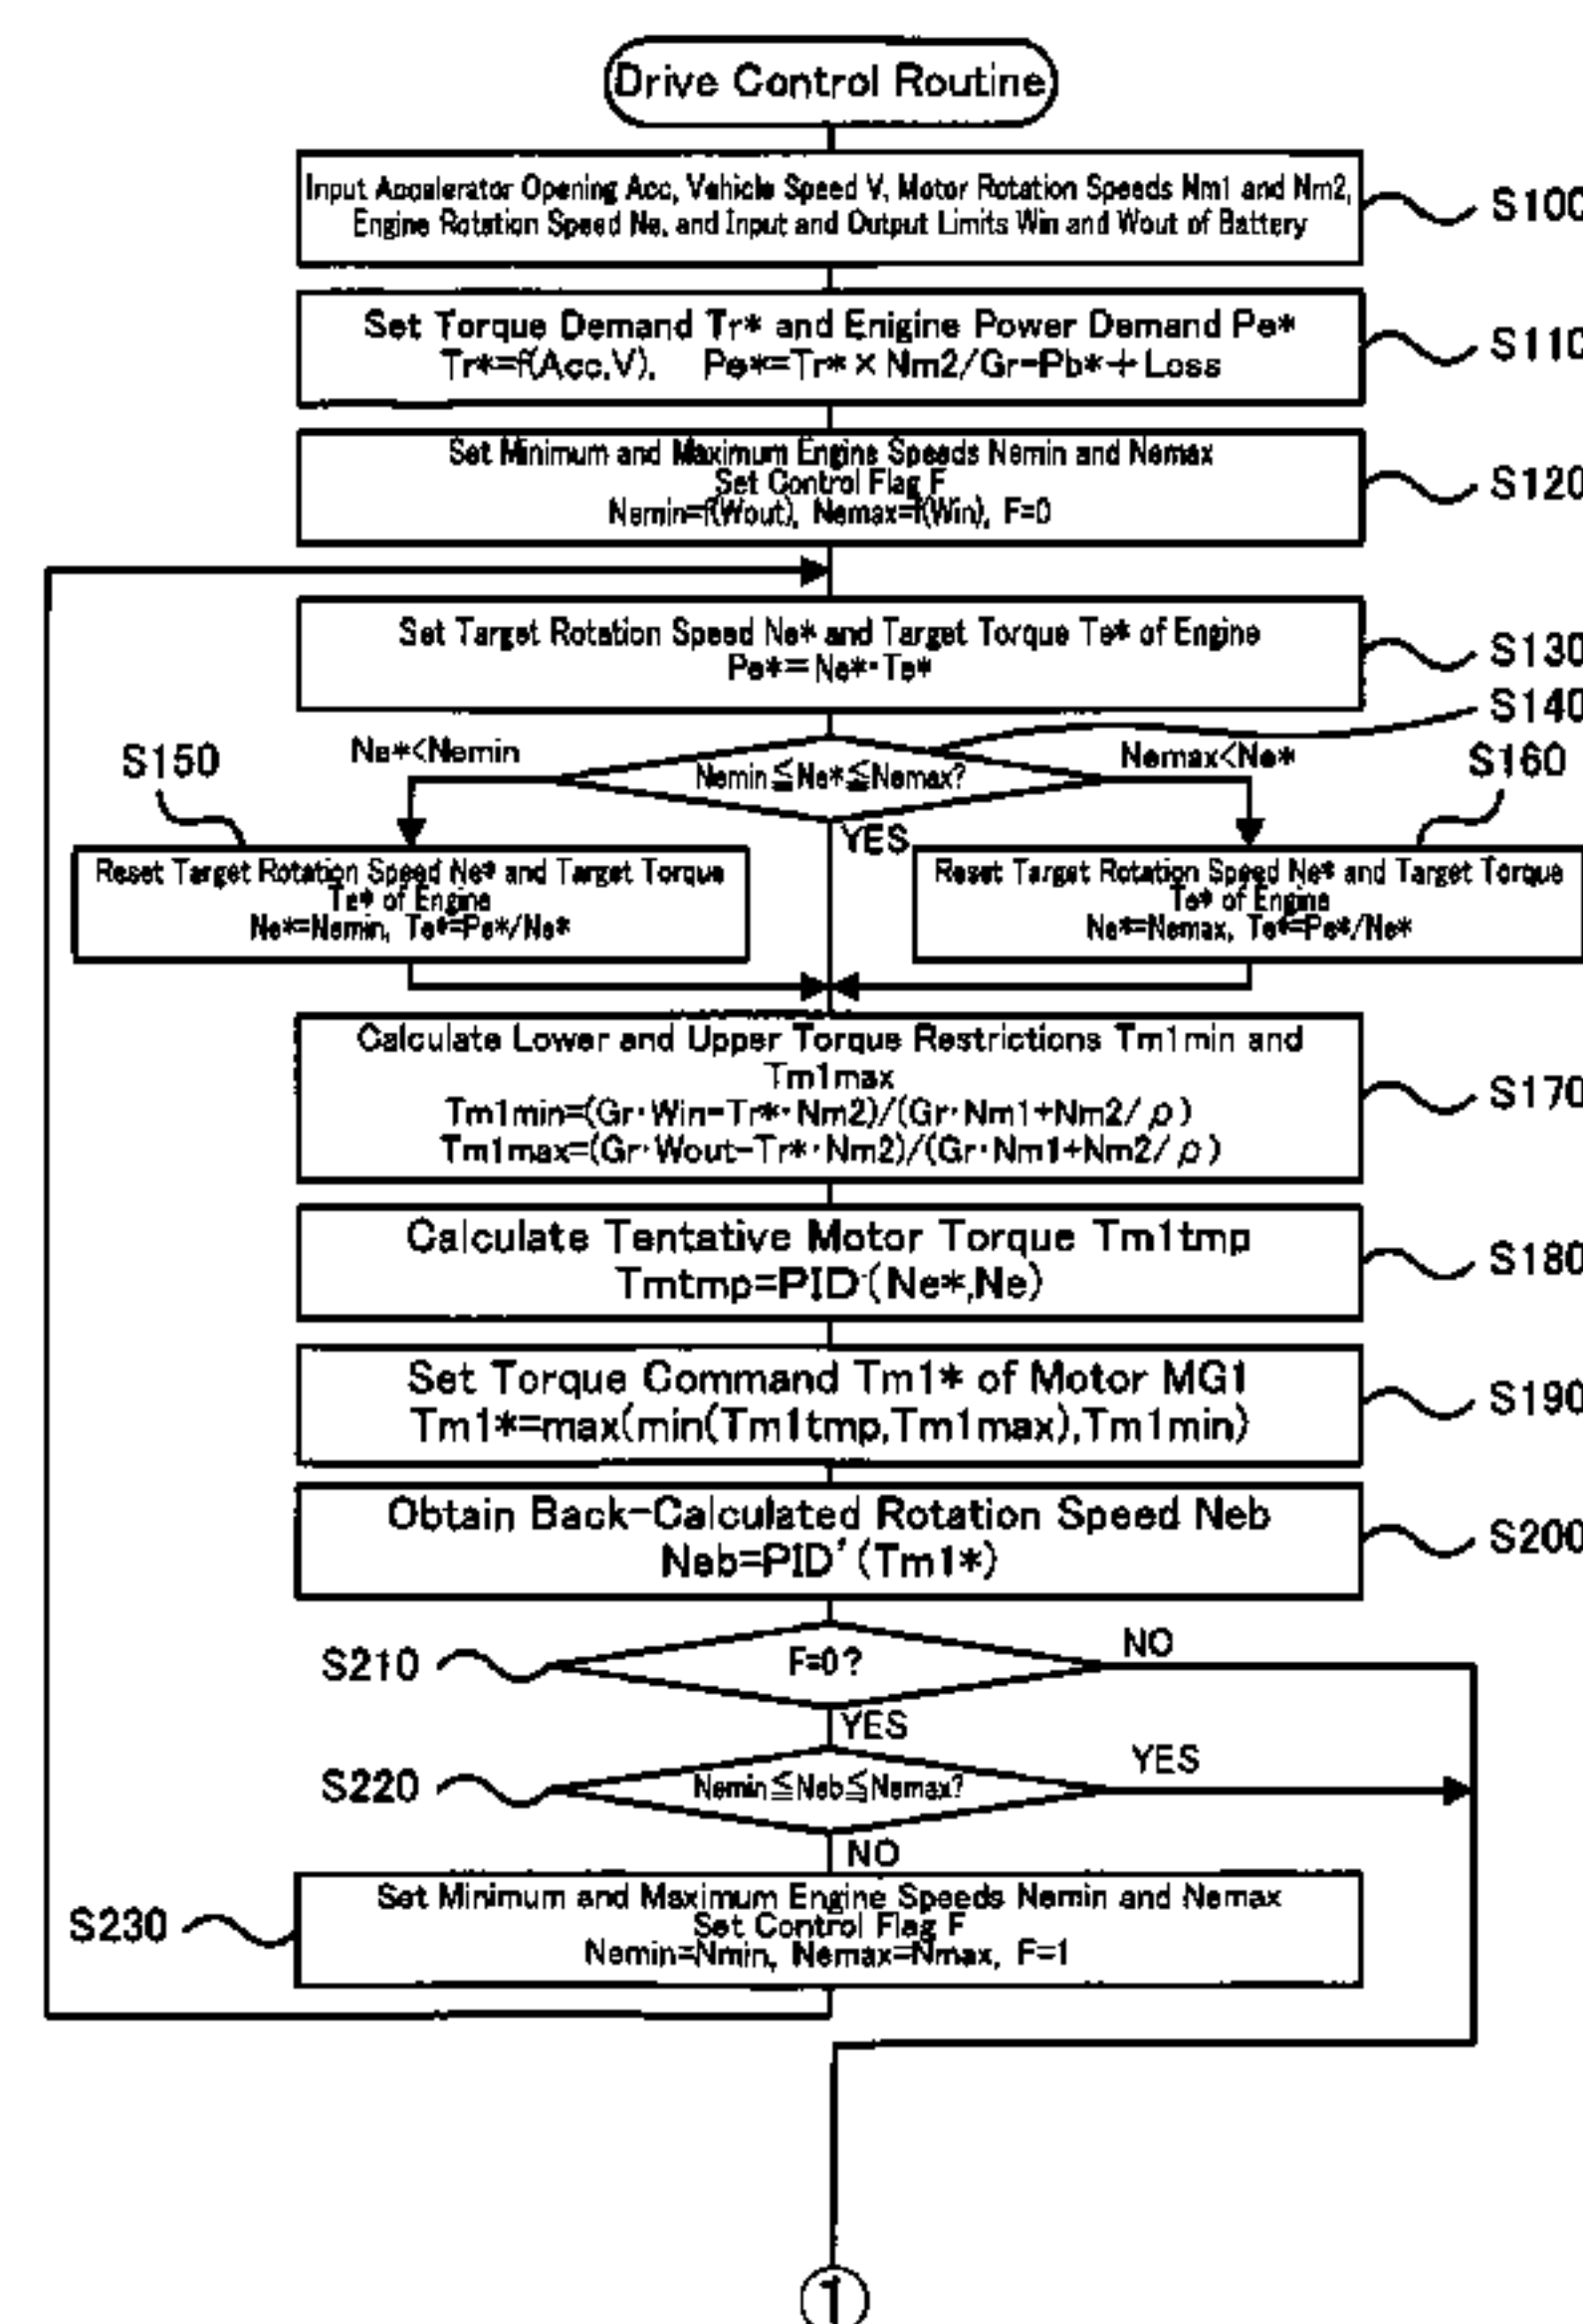 Drive Control Routine
Input Accelerator Opening Acc, Vehicle Speed V, Motor Rotation Speeds Nm1 and Nm2,
Engine Rotation Speed Ne, and Input and Output Limits Win and Wout of Battery
S100
Set Torque Demand Tr* and Enigine Power Demand Pe*
Tr*=f(Acc,V), Pe*=Tr*×Nm2/Gr-Pb*+Loss
S110
Set Minimum and Maximum Engine Speeds Nemin and Nemax
Set Control Flag F
Nemin=f(Wout), Nemax=f(Win), F=0
S120
Set Target Rotation Speed Ne* and Target Torque Te* of Engine
Pe*=Ne*·Te*
S130
S140
Ne*<Nemin
Nemin≦Ne*≦Nemax?
Nemax<Ne*
S150
S160
YES
Reset Target Rotation Speed Ne* and Target Torque
Te* of Engine
Ne*=Nemin, Te*=Pe*/Ne*
Reset Target Rotation Speed Ne* and Target Torque
Te* of Engine
Ne*=Nemax, Te*=Pe*/Ne*
Calculate Lower and Upper Torque Restrictions Tm1min and
Tm1max
Tm1min=(Gr·Win-Tr*·Nm2)/(Gr·Nm1+Nm2/ρ)
Tm1max=(Gr·Wout-Tr*·Nm2)/(Gr·Nm1+Nm2/ρ)
S170
Calculate Tentative Motor Torque Tm1tmp
Tmtmp=PID(Ne*,Ne)
S180
Set Torque Command Tm1* of Motor MG1
Tm1*=max(min(Tm1tmp,Tm1max),Tm1min)
S190
Obtain Back-Calculated Rotation Speed Neb
Neb=PID'(Tm1*)
S200
S210
F=0?
NO
YES
S220
Nemin≦Neb≦Nemax?
YES
NO
S230
Set Minimum and Maximum Engine Speeds Nemin and Nemax
Set Control Flag F
Nemin=Nmin, Nemax=Nmax, F=1
1